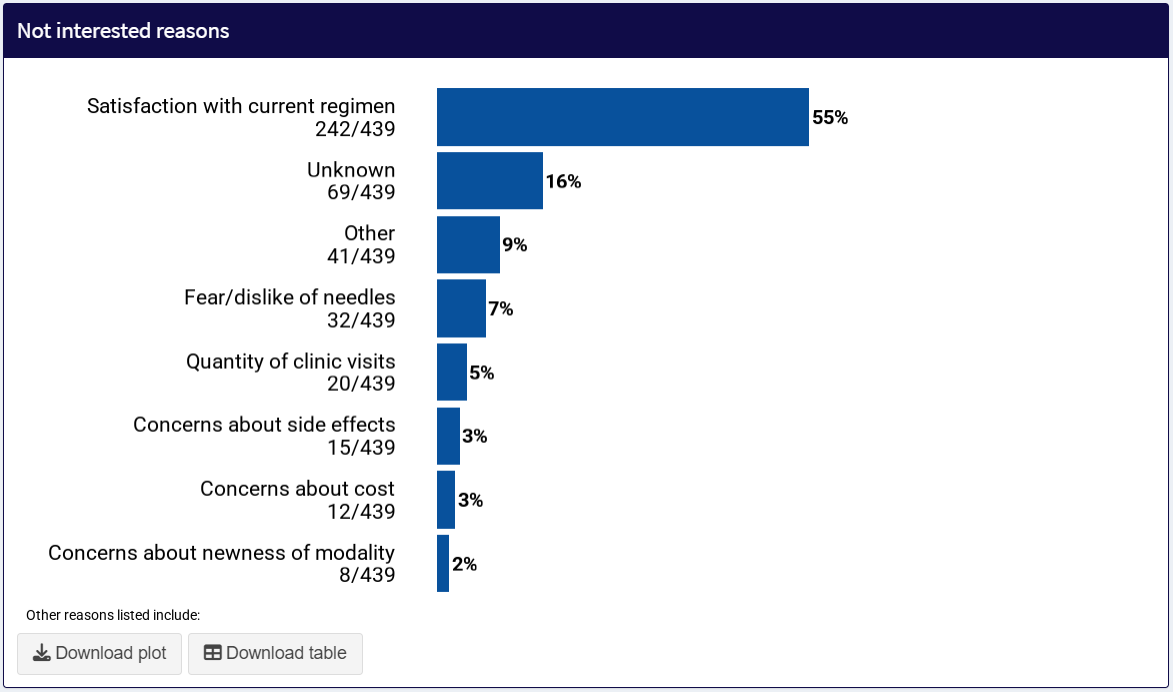 Not interested reasons
Satisfaction with current regimen
242/439
55%
Unknown
69/439
16%
Other
41/439
9%
Fear/dislike of needles
32/439
7%
Quantity of clinic visits
20/439
5%
Concerns about side effects
15/439
3%
Concerns about cost
12/439
3%
Concerns about newness of modality
8/439
2%
Other reasons listed include:
Download plot
Download table